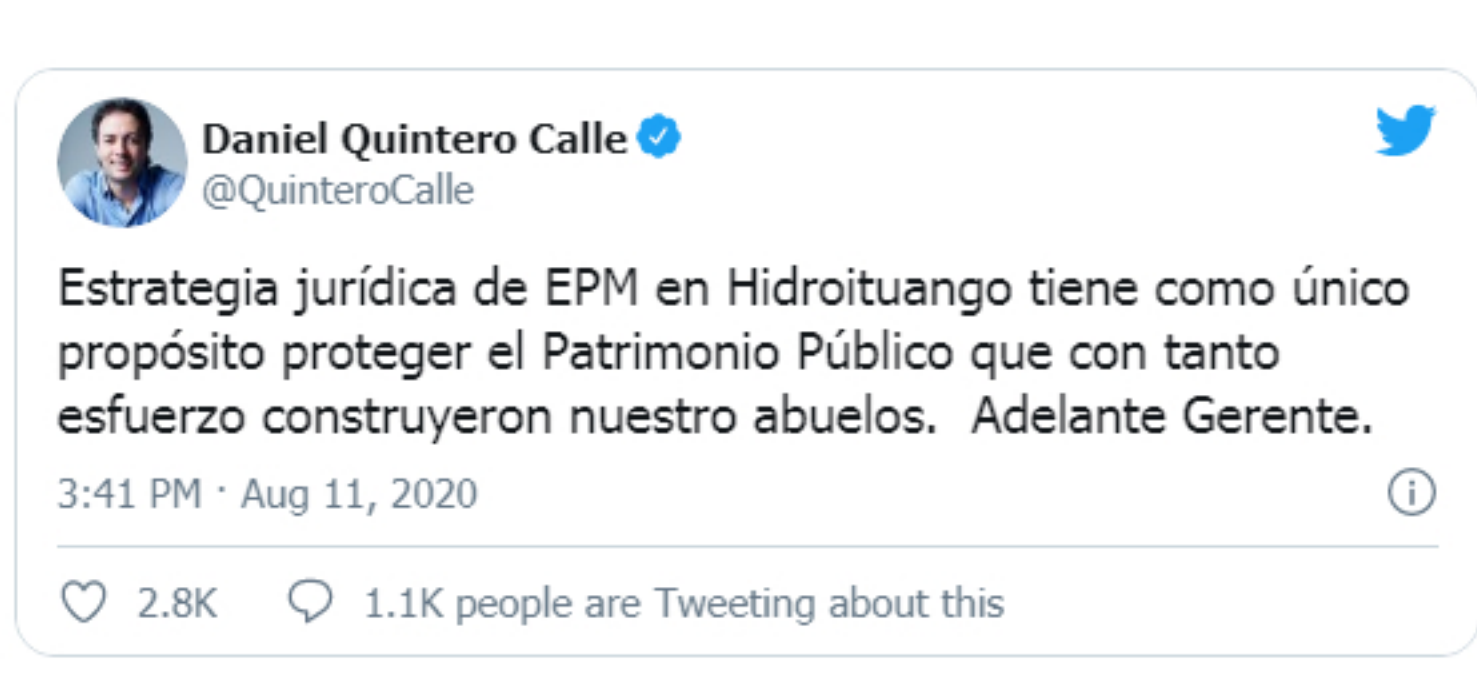 Daniel Quintero Calle
@QuinteroCalle
Estrategia jurídica de EPM en Hidroituango tiene como único
propósito proteger el Patrimonio Público que con tanto
esfuerzo construyeron nuestro abuelos.  Adelante Gerente.
3:41 PM · Aug 11, 2020
2.8K 1.1K people are Tweeting about this